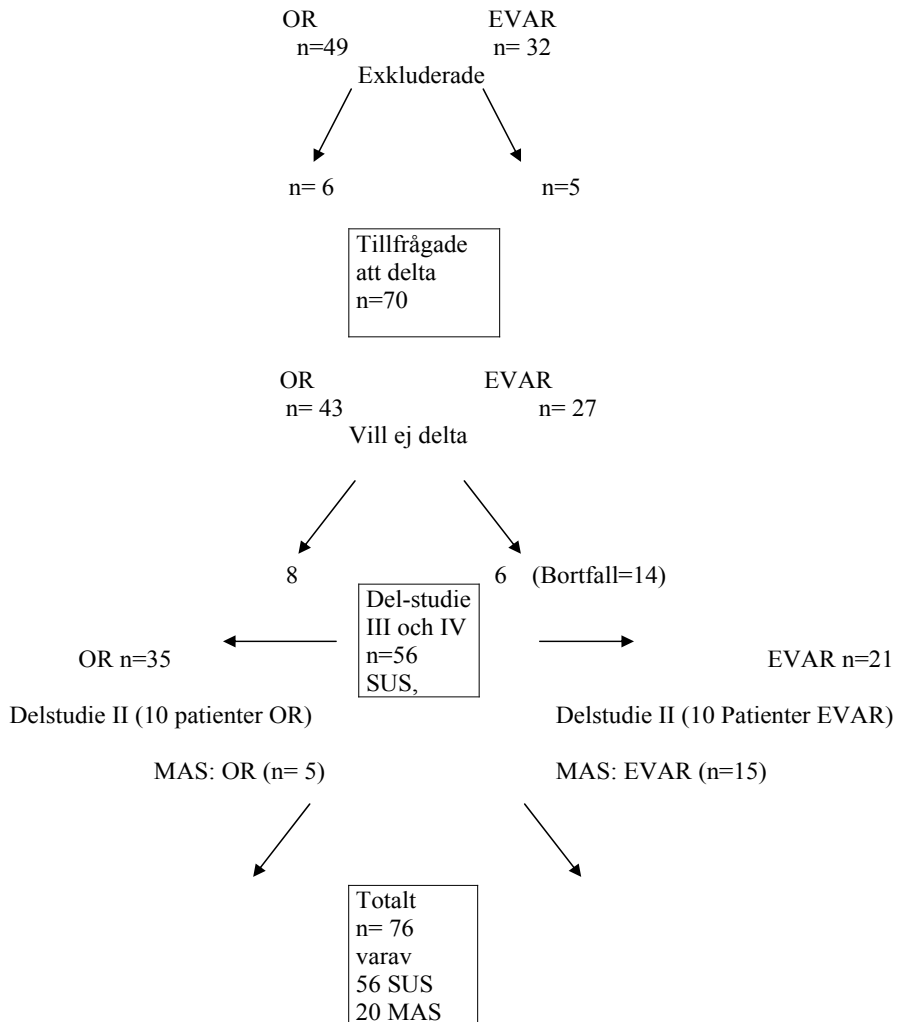 OR EVAR
n=49 n= 32
Exkluderade
n= 6 n=5
Tillfrågade
att delta
n=70
OR EVAR
n= 43 n= 27
Vill ej delta
8 6 (Bortfall=14)
Del-studie
III och IV
n=56
SUS,
OR n=35 EVAR n=21
Delstudie II (10 patienter OR) Delstudie II (10 Patienter EVAR)
MAS: OR (n= 5) MAS: EVAR (n=15)
Totalt
n= 76
varav
56 SUS
20 MAS